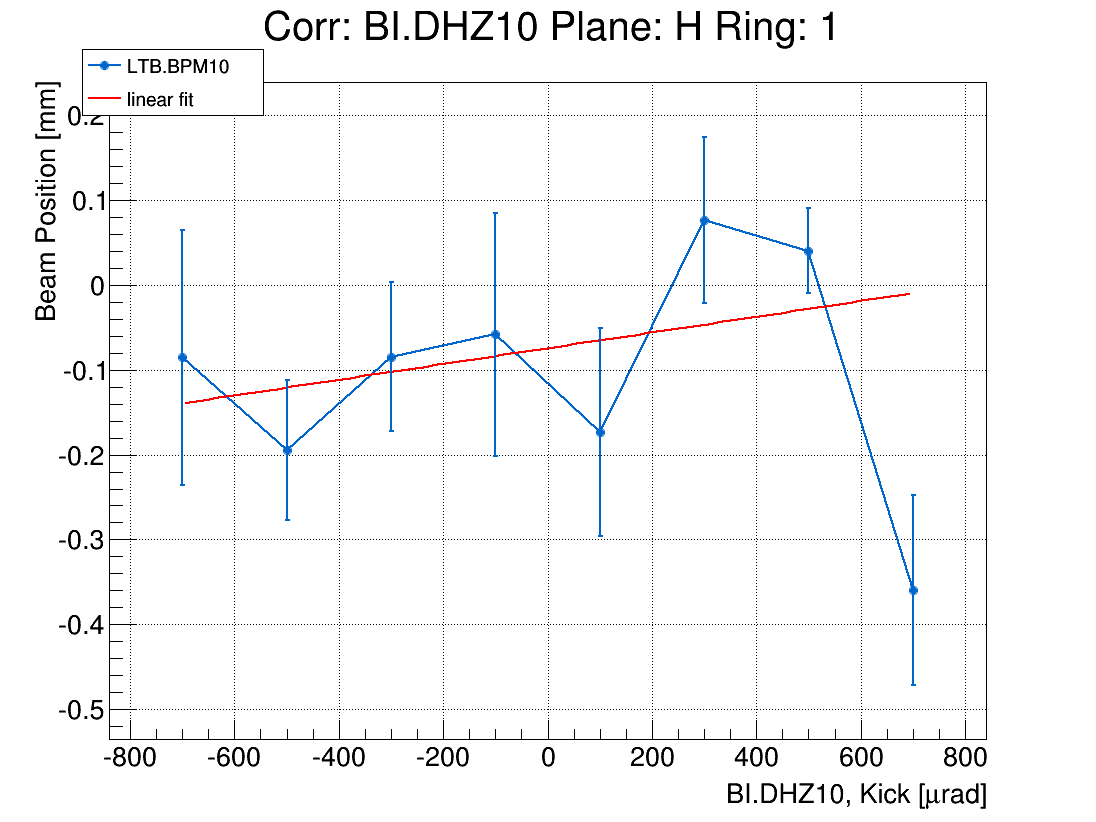 Corr: BI.DHZ10 Plane: H Ring: 1
LTB.BPM10
linear fit
Beam Position [mm]
0.2
0.1
0
-0.1
-0.2
-0.3
-0.4
-0.5
-800 -600 -400 -200 0 200 400 600 800
BI.DHZ10, Kick [μrad]